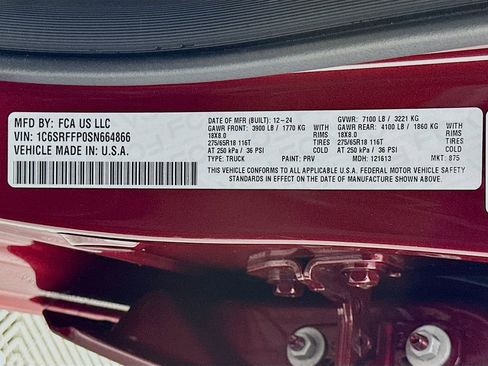 MFD BY: FCA US LLC
VIN: 1C6SRFFP0SN664866
VEHICLE MADE IN: U.S.A.
DATE OF MFR (BUILT): 12-24 GVWR: 7100 LB / 3221 KG
GAWR FRONT: 3900 LB / 1770 KG GAWR REAR: 4100 LB / 1860 KG
18X8.0 TIRES 18X8.0 TIRES
275/65R18 116T RIMS 275/65R18 116T RIMS
AT 250 kPa / 36 PSI COLD AT 250 kPa / 36 PSI COLD
TYPE: TRUCK PAINT: PRV MDH: 121613 MKT: 875
THIS VEHICLE CONFORMS TO ALL APPLICABLE U.S.A. FEDERAL MOTOR VEHICLE SAFETY
STANDARDS IN EFFECT ON THE DATE OF MANUFACTURE SHOWN ABOVE.